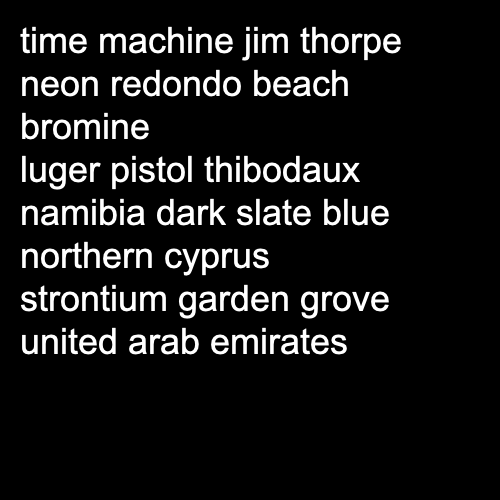 time machine jim thorpe
neon redondo beach
bromine
luger pistol thibodaux
namibia dark slate blue
northern cyprus
strontium garden grove
united arab emirates